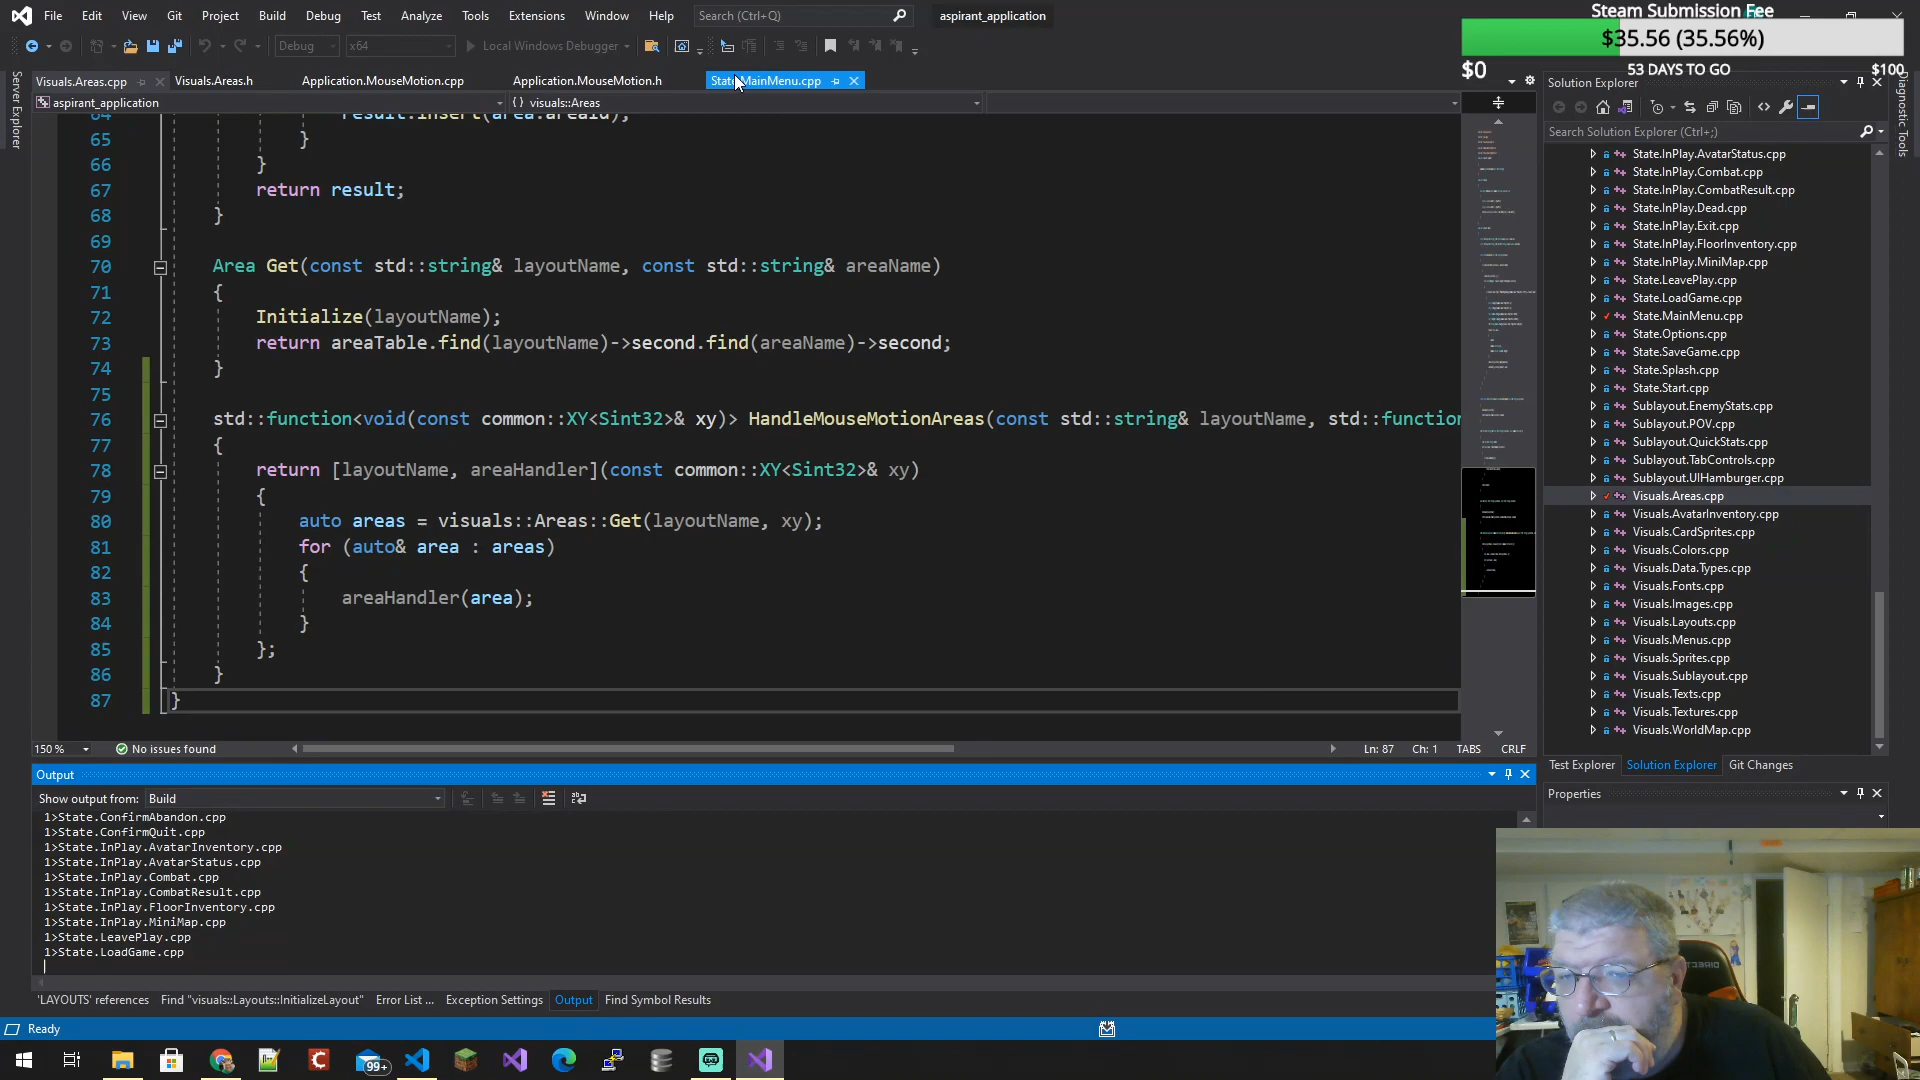 File Edit View Git Project Build Debug Test Analyze Tools Extensions Window Help Search (Ctrl+Q) aspirant_application
Steam Submission Fee
$35.56 (35.56%)
$0 53 DAYS TO GO $100
Debug x64 Local Windows Debugger
Visuals.Areas.cpp Visuals.Areas.h Application.MouseMotion.cpp Application.MouseMotion.h State.MainMenu.cpp
aspirant_application {} visuals::Areas
Server Explorer
Diagnostic Tools
64 result.insert(area.areaId);
65 }
66 }
67 return result;
68 }
69
70 Area Get(const std::string& layoutName, const std::string& areaName)
71 {
72 Initialize(layoutName);
73 return areaTable.find(layoutName)->second.find(areaName)->second;
74 }
75
76 std::function<void(const common::XY<Sint32>& xy)> HandleMouseMotionAreas(const std::string& layoutName, std::function
77 {
78 return [layoutName, areaHandler](const common::XY<Sint32>& xy)
79 {
80 auto areas = visuals::Areas::Get(layoutName, xy);
81 for (auto& area : areas)
82 {
83 areaHandler(area);
84 }
85 };
86 }
87 }
150 % No issues found Ln: 87 Ch: 1 TABS CRLF
Output
Show output from: Build
1>State.ConfirmAbandon.cpp
1>State.ConfirmQuit.cpp
1>State.InPlay.AvatarInventory.cpp
1>State.InPlay.AvatarStatus.cpp
1>State.InPlay.Combat.cpp
1>State.InPlay.CombatResult.cpp
1>State.InPlay.FloorInventory.cpp
1>State.InPlay.MiniMap.cpp
1>State.LeavePlay.cpp
1>State.LoadGame.cpp
'LAYOUTS' references Find "visuals::Layouts::InitializeLayout" Error List ... Exception Settings Output Find Symbol Results
Ready
99+
Solution Explorer
Search Solution Explorer (Ctrl+;)
State.InPlay.AvatarStatus.cpp
State.InPlay.Combat.cpp
State.InPlay.CombatResult.cpp
State.InPlay.Dead.cpp
State.InPlay.Exit.cpp
State.InPlay.FloorInventory.cpp
State.InPlay.MiniMap.cpp
State.LeavePlay.cpp
State.LoadGame.cpp
State.MainMenu.cpp
State.Options.cpp
State.SaveGame.cpp
State.Splash.cpp
State.Start.cpp
Sublayout.EnemyStats.cpp
Sublayout.POV.cpp
Sublayout.QuickStats.cpp
Sublayout.TabControls.cpp
Sublayout.UIHamburger.cpp
Visuals.Areas.cpp
Visuals.AvatarInventory.cpp
Visuals.CardSprites.cpp
Visuals.Colors.cpp
Visuals.Data.Types.cpp
Visuals.Fonts.cpp
Visuals.Images.cpp
Visuals.Layouts.cpp
Visuals.Menus.cpp
Visuals.Sprites.cpp
Visuals.Sublayout.cpp
Visuals.Texts.cpp
Visuals.Textures.cpp
Visuals.WorldMap.cpp
Test Explorer Solution Explorer Git Changes
Properties